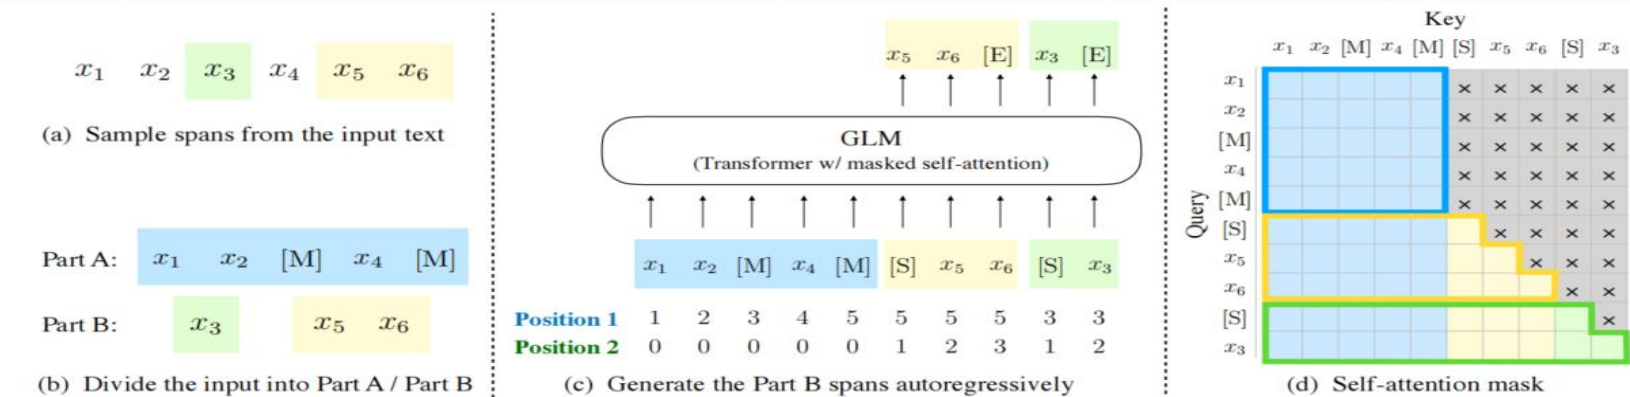 x1 x2 x3 x4 x5 x6
(a) Sample spans from the input text
Part A: x1 x2 [M] x4 [M]
Part B: x3 x5 x6
(b) Divide the input into Part A / Part B
x5 x6 [E] x3 [E]
GLM
(Transformer w/ masked self-attention)
x1 x2 [M] x4 [M] [S] x5 x6 [S] x3
Position 1 1 2 3 4 5 5 5 5 3 3
Position 2 0 0 0 0 0 1 2 3 1 2
(c) Generate the Part B spans autoregressively
Key
x1 x2 [M] x4 [M] [S] x5 x6 [S] x3
Query
x1 × × × × ×
x2 × × × × ×
[M] × × × × ×
x4 × × × × ×
[M] × × × × ×
[S] × × × ×
x5 × × ×
x6 × ×
[S] ×
x3
(d) Self-attention mask